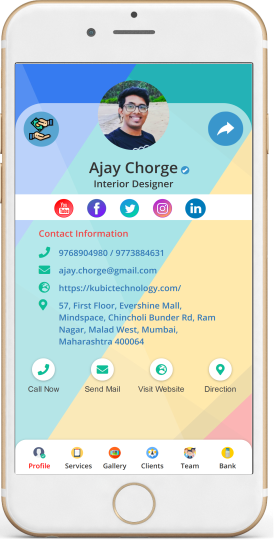 Ajay Chorge
Interior Designer
You
Tube
Contact Information
9768904980 / 9773884631
ajay.chorge@gmail.com
https://kubictechnology.com/
57, First Floor, Evershine Mall,
Mindspace, Chincholi Bunder Rd, Ram
Nagar, Malad West, Mumbai,
Maharashtra 400064
Call Now Send Mail Visit Website Direction
Profile Services Gallery Clients Team Bank